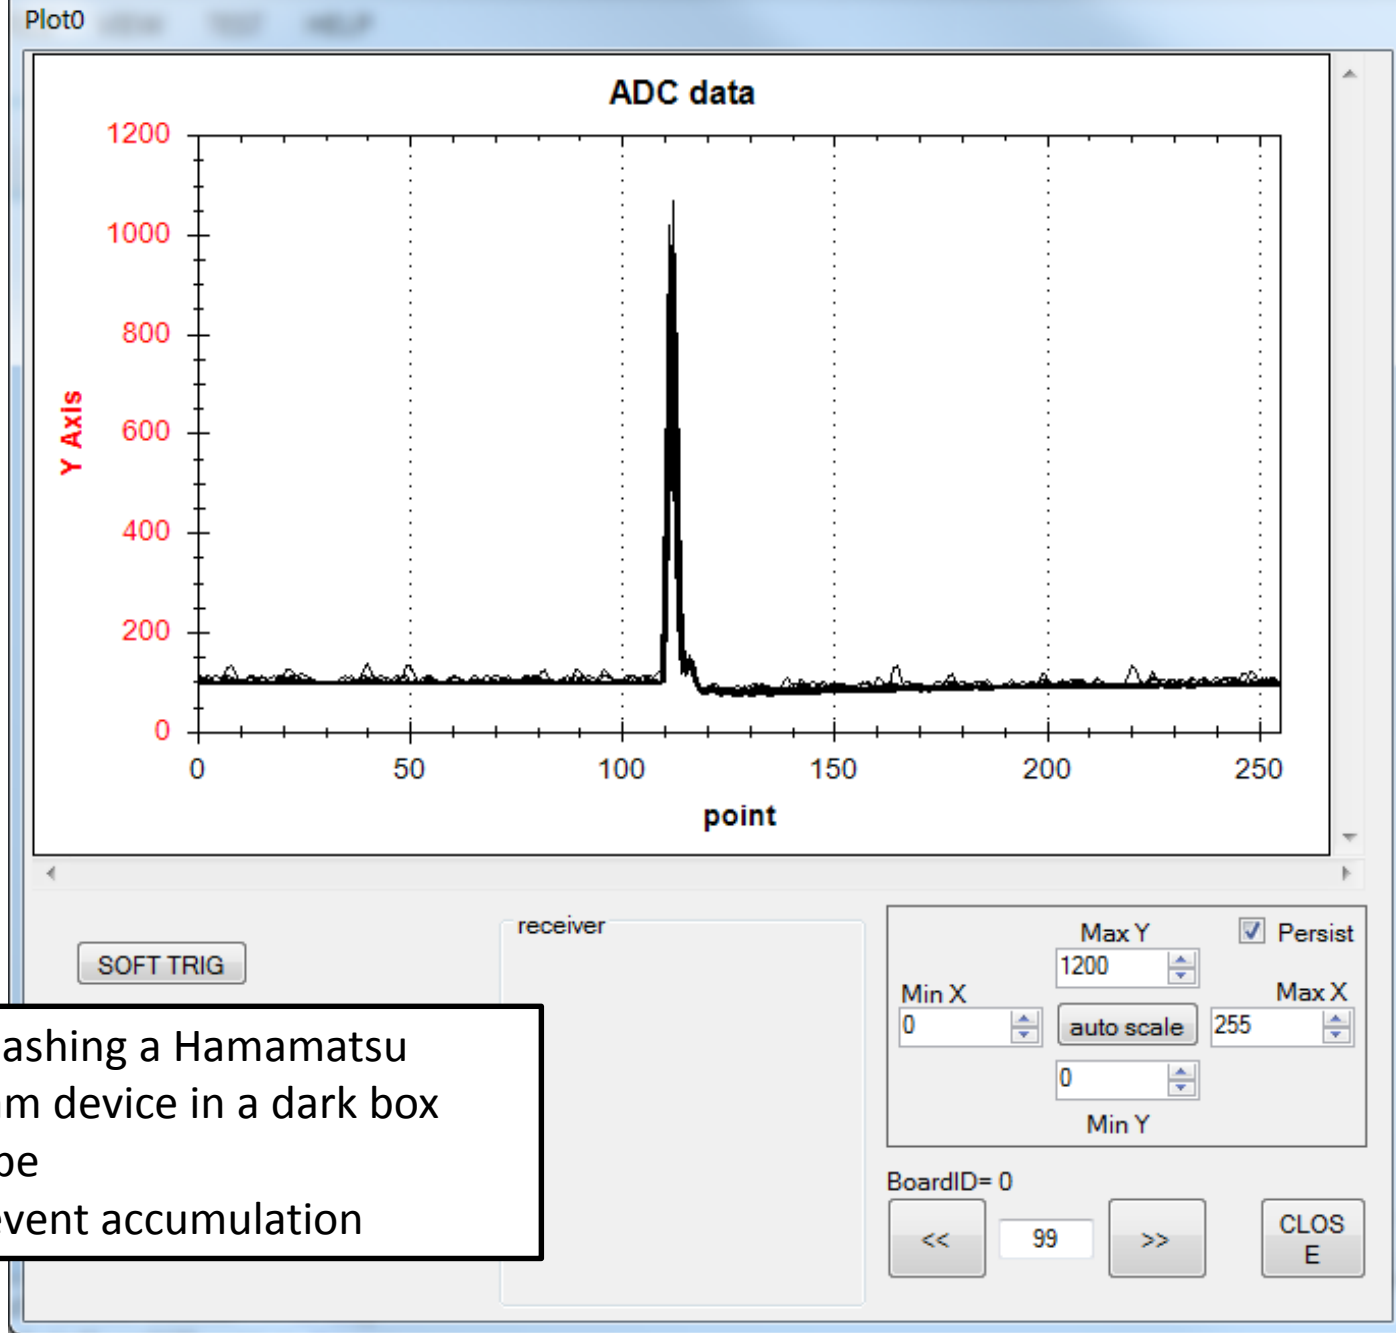 Plot0
ADC data
1200
1000
800
600
400
200
0
Y Axis
0 50 100 150 200 250
point
SOFT TRIG
receiver
Max Y
Persist
1200
Min X
Max X
0
auto scale
255
0
Min Y
ashing a Hamamatsu
device in a dark box
event accumulation
BoardID= 0
<<
99
>>
CLOS
E